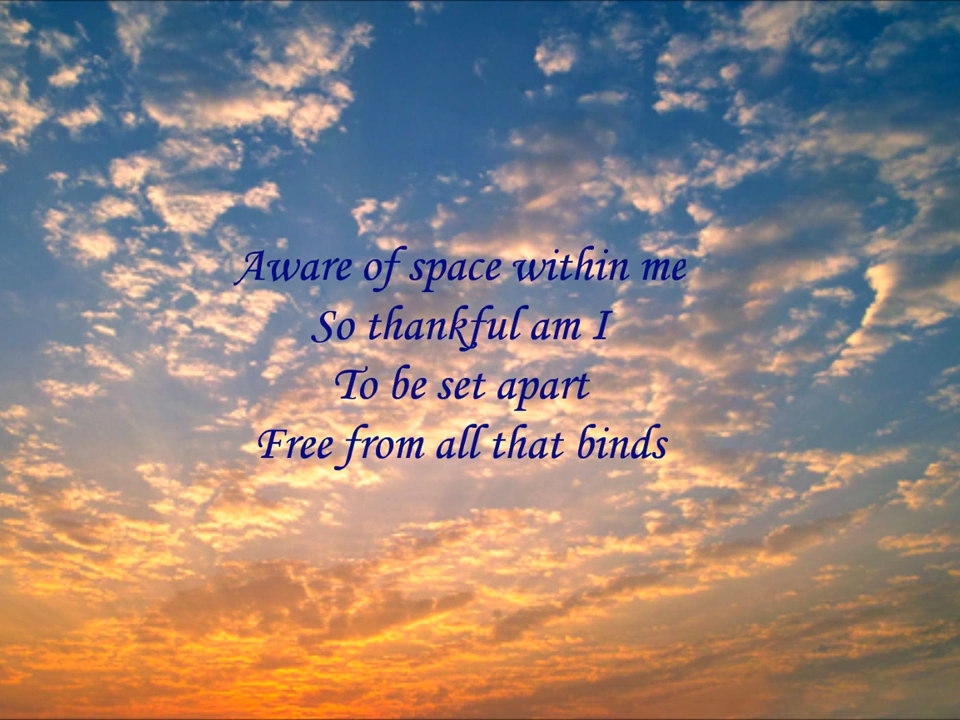 Aware of space within me
So thankful am I
To be set apart
Free from all that binds